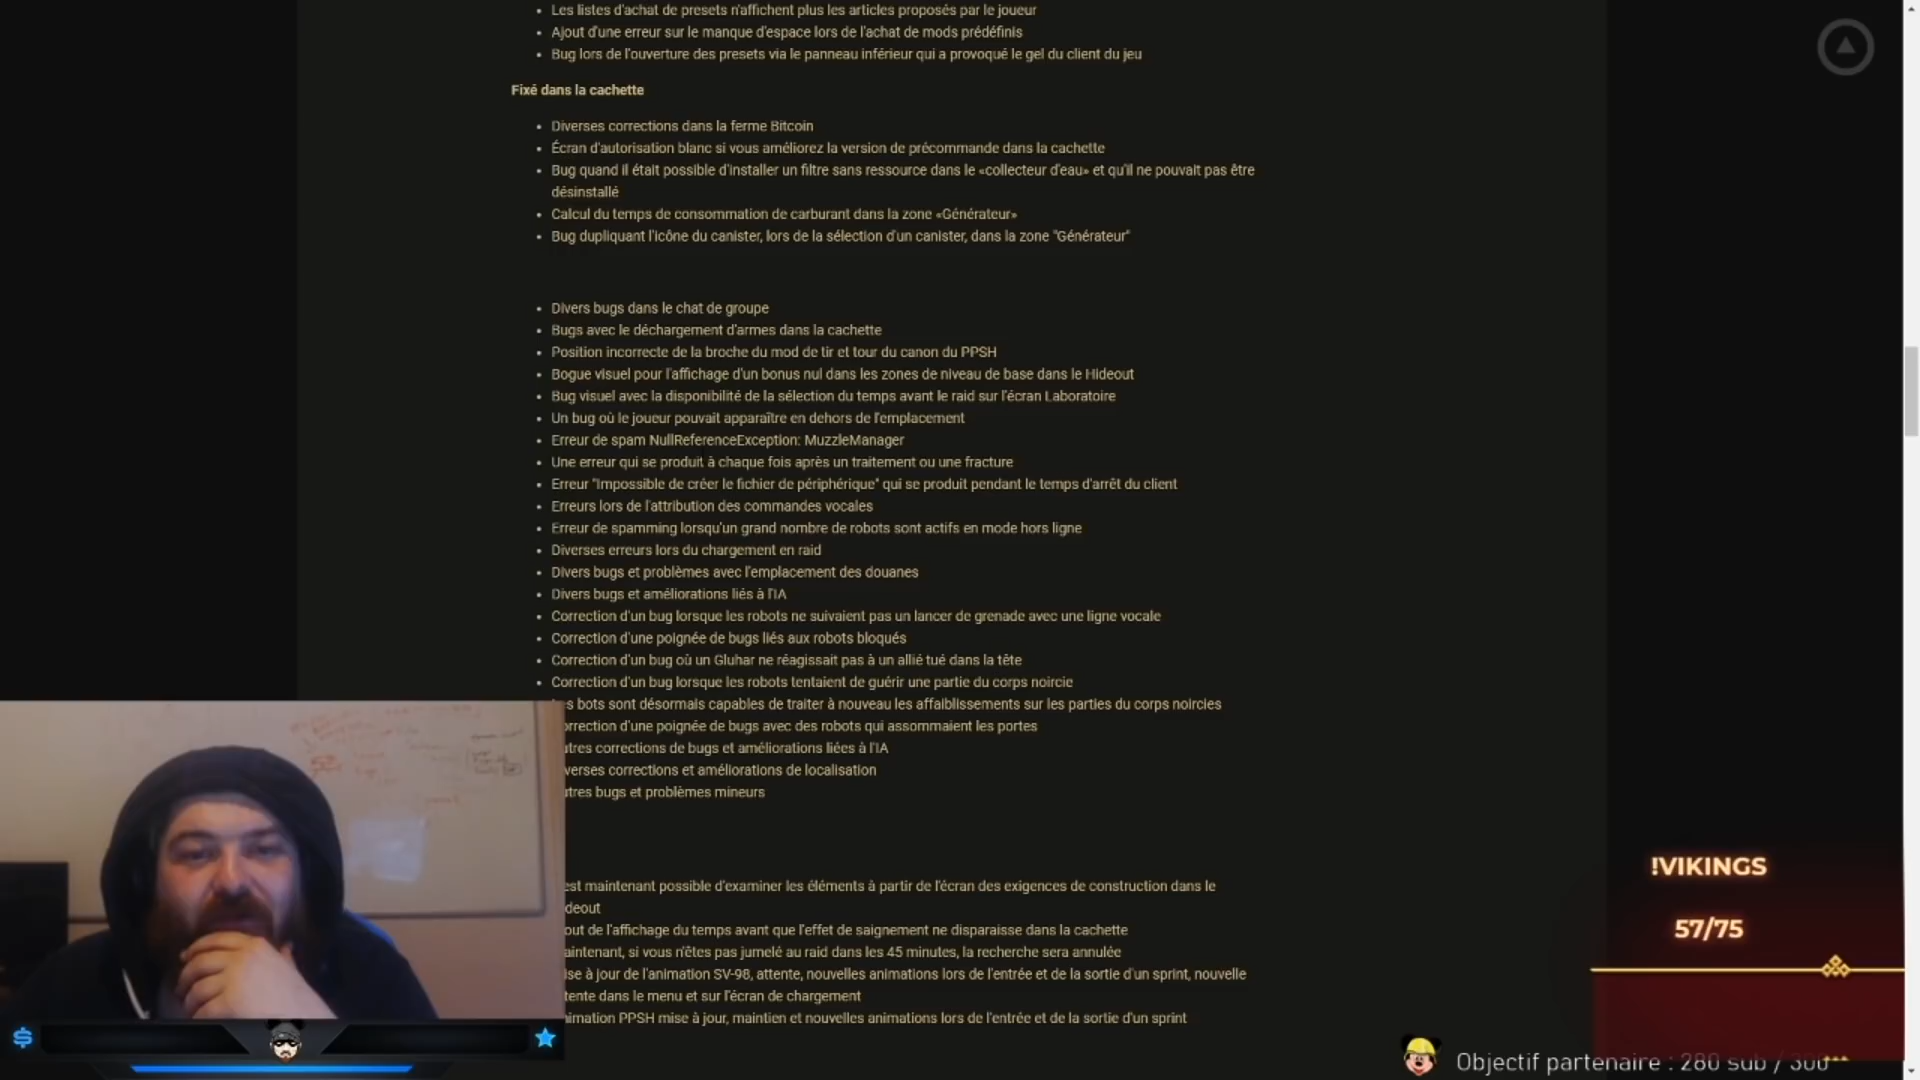 Les listes d'achat de presets n'affichent plus les articles proposés par le joueur
Ajout d'une erreur sur le manque d'espace lors de l'achat de mods prédéfinis
Bug lors de l'ouverture des presets via le panneau inférieur qui a provoqué le gel du client du jeu
Fixé dans la cachette
Diverses corrections dans la ferme Bitcoin
Écran d'autorisation blanc si vous améliorez la version de précommande dans la cachette
Bug quand il était possible d'installer un filtre sans ressource dans le «collecteur d'eau» et qu'il ne pouvait pas être
désinstallé
Calcul du temps de consommation de carburant dans la zone «Générateur»
Bug dupliquant l'icône du canister, lors de la sélection d'un canister, dans la zone "Générateur"
Divers bugs dans le chat de groupe
Bugs avec le déchargement d'armes dans la cachette
Position incorrecte de la broche du mod de tir et tour du canon du PPSH
Bogue visuel pour l'affichage d'un bonus nul dans les zones de niveau de base dans le Hideout
Bug visuel avec la disponibilité de la sélection du temps avant le raid sur l'écran Laboratoire
Un bug où le joueur pouvait apparaître en dehors de l'emplacement
Erreur de spam NullReferenceException: MuzzleManager
Une erreur qui se produit à chaque fois après un traitement ou une fracture
Erreur "Impossible de créer le fichier de périphérique" qui se produit pendant le temps d'arrêt du client
Erreurs lors de l'attribution des commandes vocales
Erreur de spamming lorsqu'un grand nombre de robots sont actifs en mode hors ligne
Diverses erreurs lors du chargement en raid
Divers bugs et problèmes avec l'emplacement des douanes
Divers bugs et améliorations liés à l'IA
Correction d'un bug lorsque les robots ne suivaient pas un lancer de grenade avec une ligne vocale
Correction d'une poignée de bugs liés aux robots bloqués
Correction d'un bug où un Gluhar ne réagissait pas à un allié tué dans la tête
Correction d'un bug lorsque les robots tentaient de guérir une partie du corps noircie
s bots sont désormais capables de traiter à nouveau les affaiblissements sur les parties du corps noircies
orrection d'une poignée de bugs avec des robots qui assommaient les portes
utres corrections de bugs et améliorations liées à l'IA
verses corrections et améliorations de localisation
utres bugs et problèmes mineurs
est maintenant possible d'examiner les éléments à partir de l'écran des exigences de construction dans le
deout
out de l'affichage du temps avant que l'effet de saignement ne disparaisse dans la cachette
aintenant, si vous n'êtes pas jumelé au raid dans les 45 minutes, la recherche sera annulée
ise à jour de l'animation SV-98, attente, nouvelles animations lors de l'entrée et de la sortie d'un sprint, nouvelle
tente dans le menu et sur l'écran de chargement
imation PPSH mise à jour, maintien et nouvelles animations lors de l'entrée et de la sortie d'un sprint
!VIKINGS
57/75
Objectif partenaire : 280 sub / 300